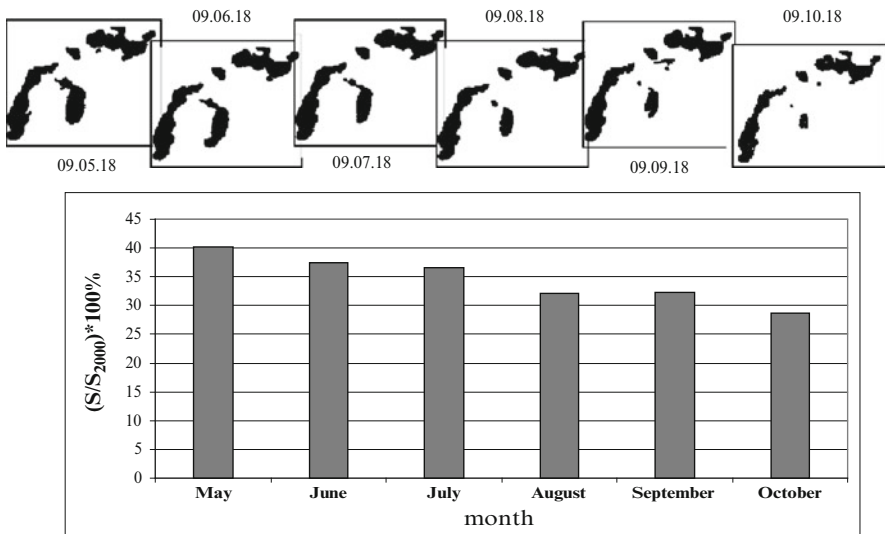 09.06.18
09.08.18
09.10.18
09.05.18
09.07.18
09.09.18
45
40
35
30
25
20
15
10
5
0
(S/S2000)*100%
May
June
July
August
September
October
month